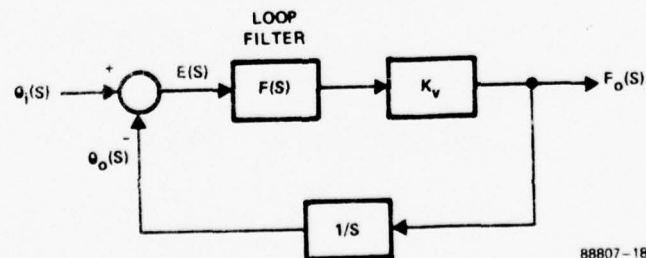 LOOP
FILTER
+
θi(S)
E(S)
F(S)
Kv
Fo(S)
−
θo(S)
1/S
88807-18